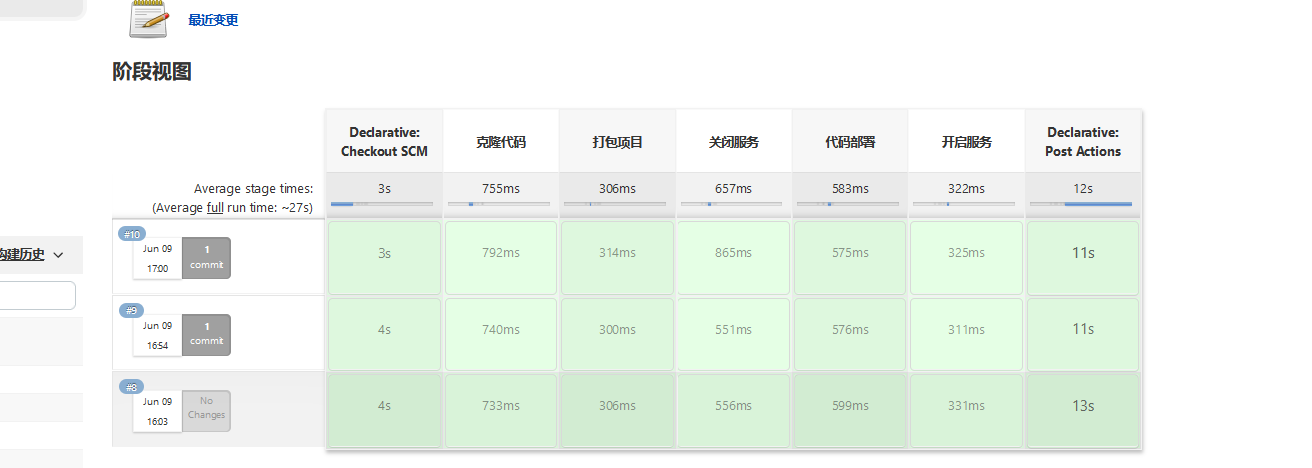 最近变更
阶段视图
Declarative:
Checkout SCM
克隆代码
打包项目
关闭服务
代码部署
开启服务
Declarative:
Post Actions
Average stage times:
(Average full run time: ~27s)
3s
755ms
306ms
657ms
583ms
322ms
12s
构建历史
#10
Jun 09
17:00
1
commit
3s
792ms
314ms
865ms
575ms
325ms
11s
#9
Jun 09
16:54
1
commit
4s
740ms
300ms
551ms
576ms
311ms
11s
#8
Jun 09
16:03
No
Changes
4s
733ms
306ms
556ms
599ms
331ms
13s